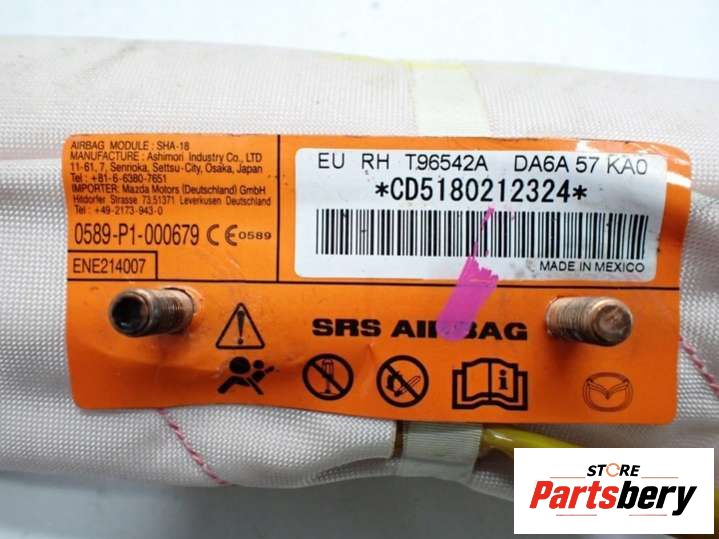 AIRBAG MODULE : SHA-18
MANUFACTURE : Ashimori Industry Co., LTD
11-61, 7, Senrioka, Settsu-City, Osaka, Japan
Tel. : +81-6-6380-7651
IMPORTER: Mazda Motors (Deutschland) GmbH
Hitdorfer Strasse 73,51371 Leverkusen Deutschland
Tel. : +49-2173-943-0
0589-P1-000679 CE 0589
ENE214007
EU RH T96542A DA6A 57 KA0
*CD5180212324*
MADE IN MEXICO
SRS AIRBAG
STORE
Partsbery